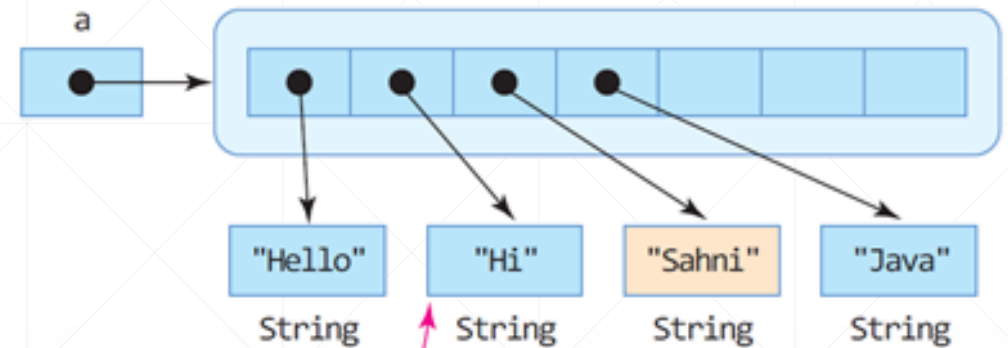 a
"Hello" "Hi" "Sahni" "Java"
String String String String